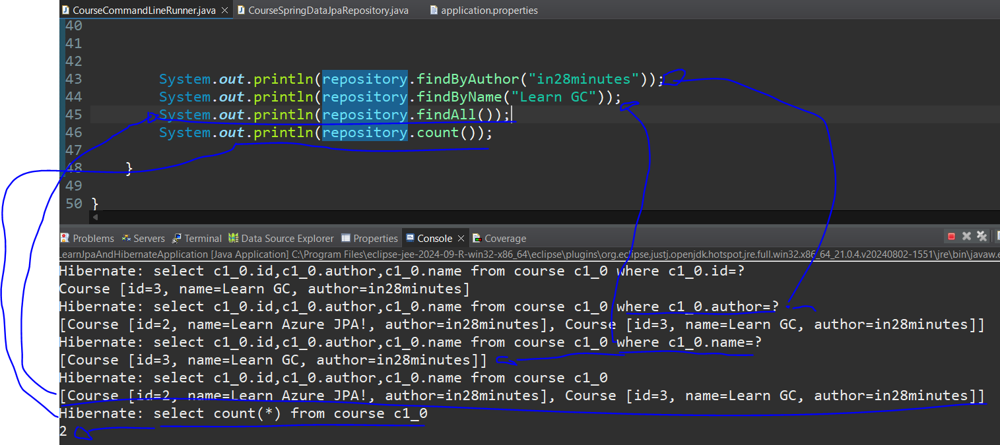 CourseCommandLineRunner.java CourseSpringDataJpaRepository.java application.properties
40
41
42
43 System.out.println(repository.findByAuthor("in28minutes"));
44 System.out.println(repository.findByName("Learn GC"));
45 System.out.println(repository.findAll());
46 System.out.println(repository.count());
47
48 }
49
50 }
Problems Servers Terminal Data Source Explorer Properties Console Coverage
LearnJpaAndHibernateApplication [Java Application] C:\Program Files\eclipse-jee-2024-09-R-win32-x86_64\eclipse\plugins\org.eclipse.justj.openjdk.hotspot.jre.full.win32.x86_64_21.0.4.v20240802-1551\jre\bin\javaw.e
Hibernate: select c1_0.id,c1_0.author,c1_0.name from course c1_0 where c1_0.id=?
Course [id=3, name=Learn GC, author=in28minutes]
Hibernate: select c1_0.id,c1_0.author,c1_0.name from course c1_0 where c1_0.author=?
[Course [id=2, name=Learn Azure JPA!, author=in28minutes], Course [id=3, name=Learn GC, author=in28minutes]]
Hibernate: select c1_0.id,c1_0.author,c1_0.name from course c1_0 where c1_0.name=?
[Course [id=3, name=Learn GC, author=in28minutes]]
Hibernate: select c1_0.id,c1_0.author,c1_0.name from course c1_0
[Course [id=2, name=Learn Azure JPA!, author=in28minutes], Course [id=3, name=Learn GC, author=in28minutes]]
Hibernate: select count(*) from course c1_0
2